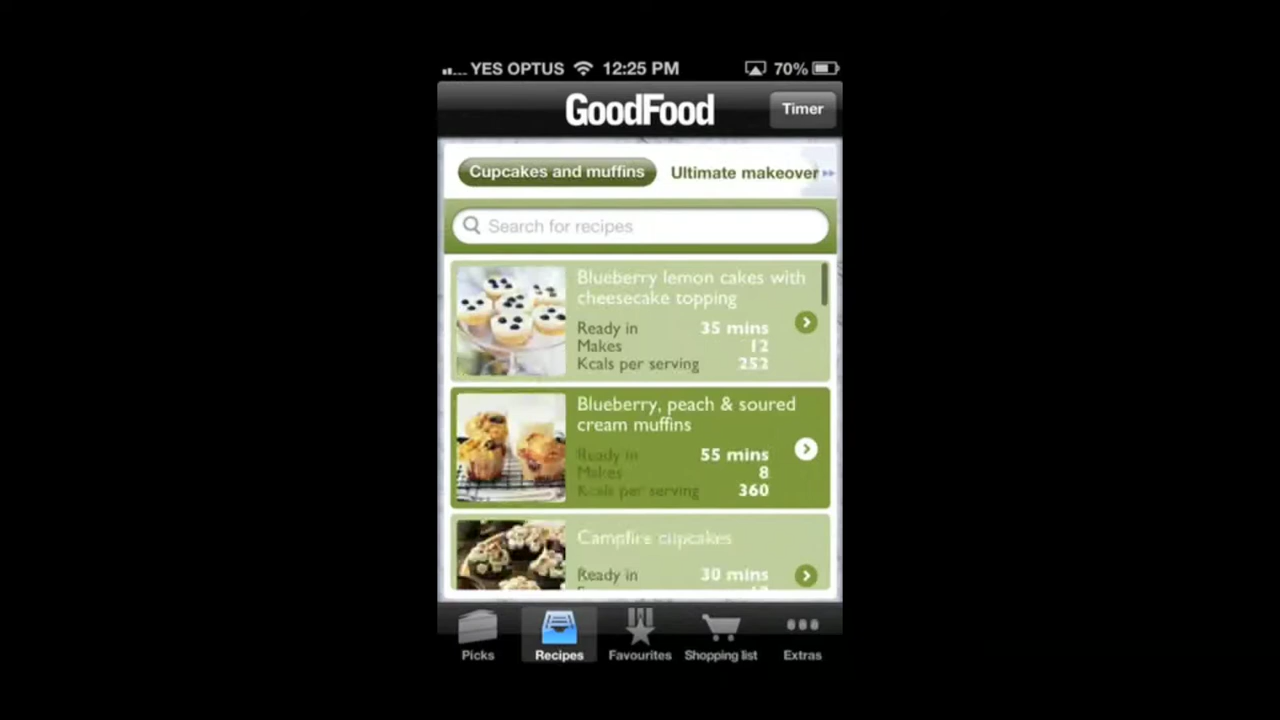 YES OPTUS 12:25 PM 70%
GoodFood Timer
Cupcakes and muffins Ultimate makeover
Search for recipes
Blueberry lemon cakes with
cheesecake topping
Ready in 35 mins
Makes 12
Kcals per serving 252
Blueberry, peach & soured
cream muffins
Ready in 55 mins
Makes 8
Kcals per serving 360
Campfire cupcakes
Ready in 30 mins
Picks Recipes Favourites Shopping list Extras